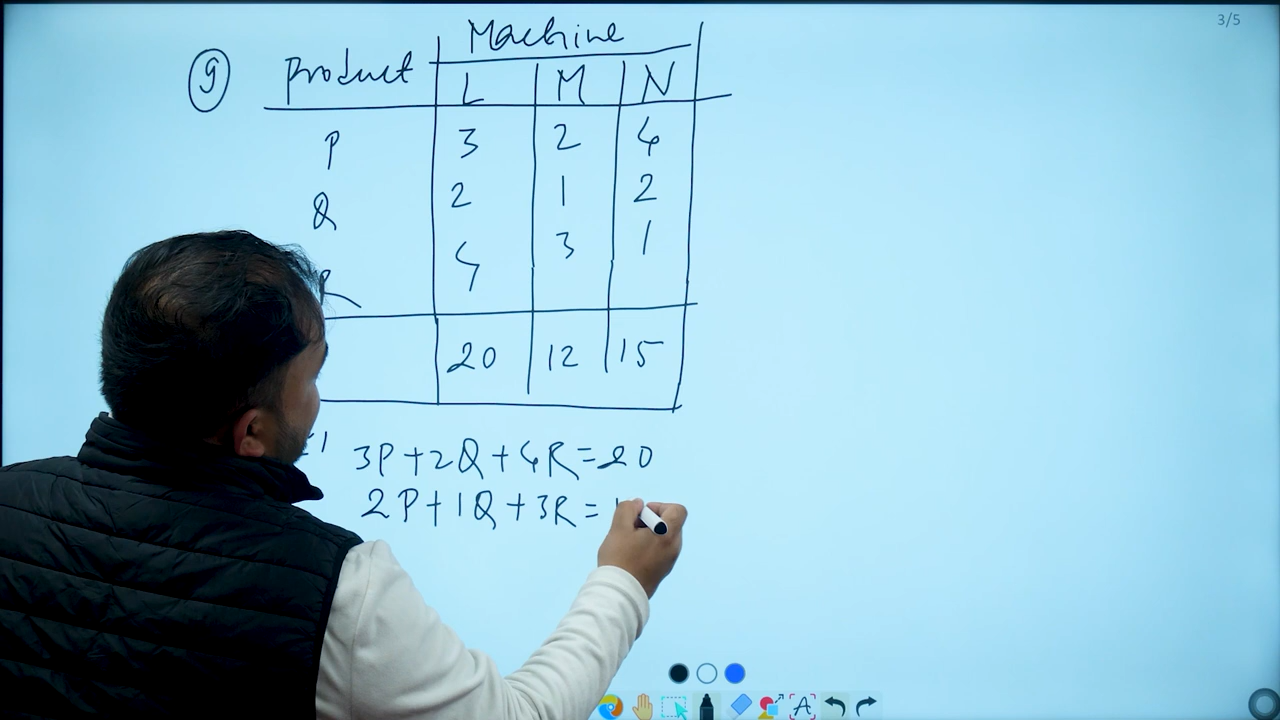 3/5
9 Product Machine
L M N
P 3 2 4
Q 2 1 2
R 4 3 1
20 12 15
3P+2Q+4R=20
2P+1Q+3R=